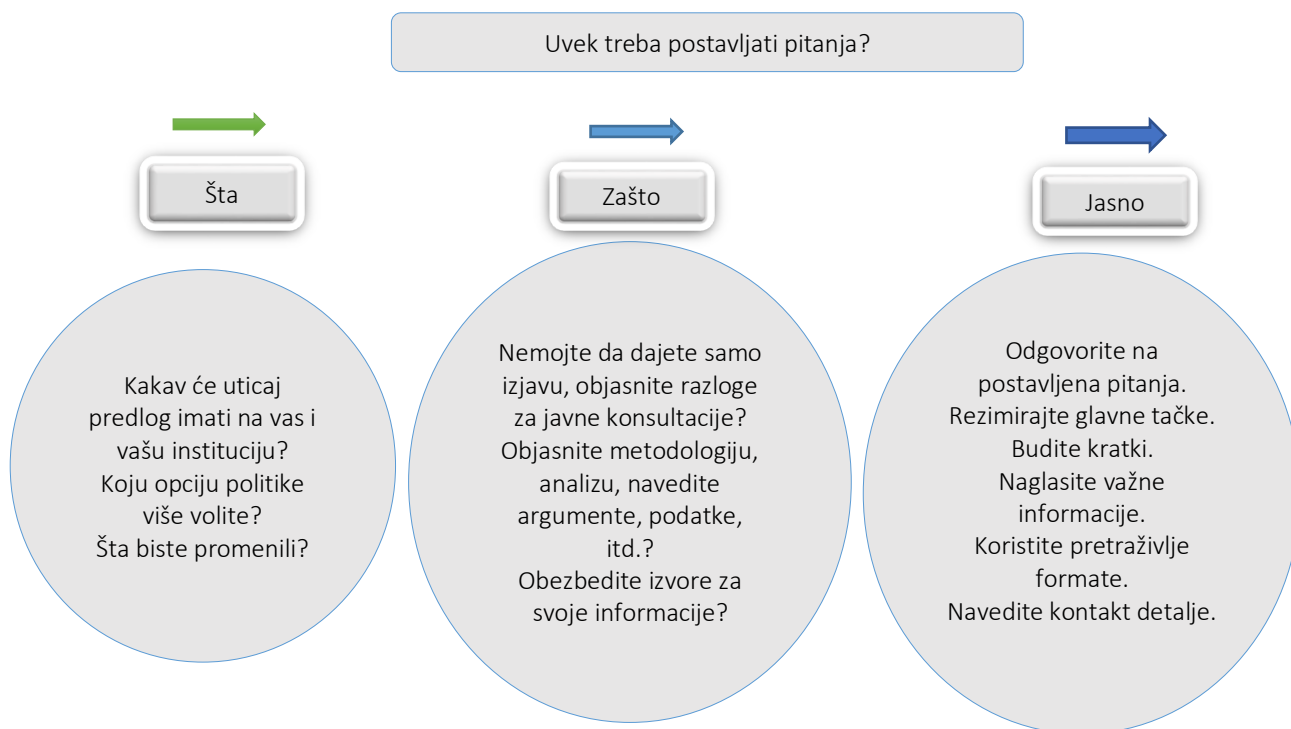 Uvek treba postavljati pitanja?
Šta
Kakav će uticaj
predlog imati na vas i
vašu instituciju?
Koju opciju politike
više volite?
Šta biste promenili?
Zašto
Nemojte da dajete samo
izjavu, objasnite razloge
za javne konsultacije?
Objasnite metodologiju,
analizu, navedite
argumente, podatke,
itd.?
Obezbedite izvore za
svoje informacije?
Jasno
Odgovorite na
postavljena pitanja.
Rezimirajte glavne tačke.
Budite kratki.
Naglasite važne
informacije.
Koristite pretraživlje
formate.
Navedite kontakt detalje.